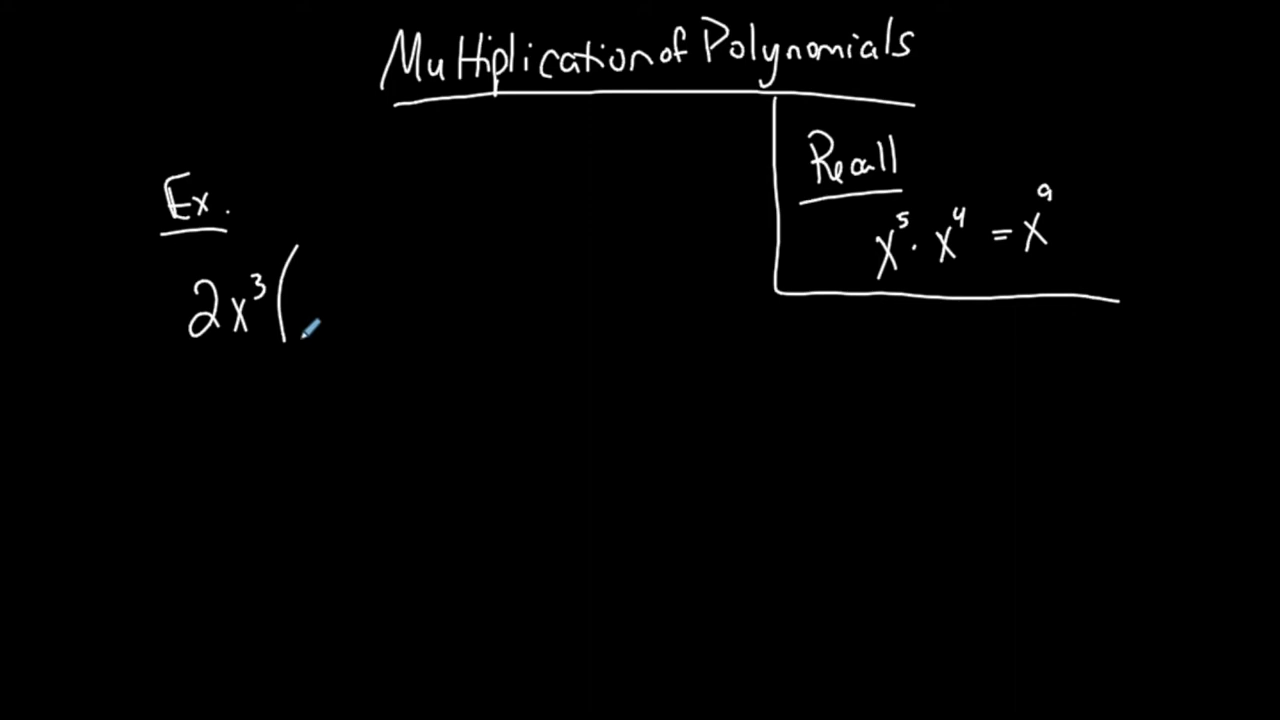 Multiplication of Polynomials
Recall
x⁵ · x⁴ = x⁹
Ex.
2x³(